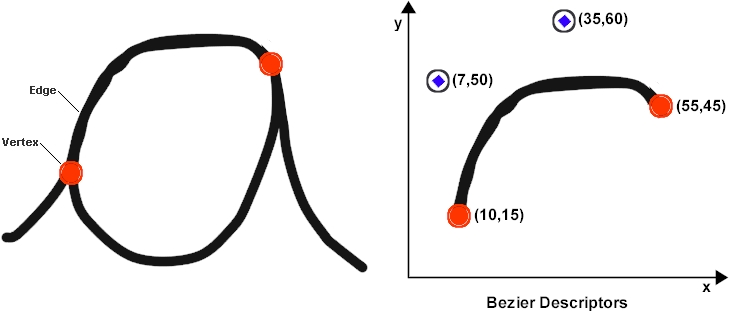 Edge
Vertex
y
(35,60)
(7,50)
(55,45)
(10,15)
x
Bezier Descriptors